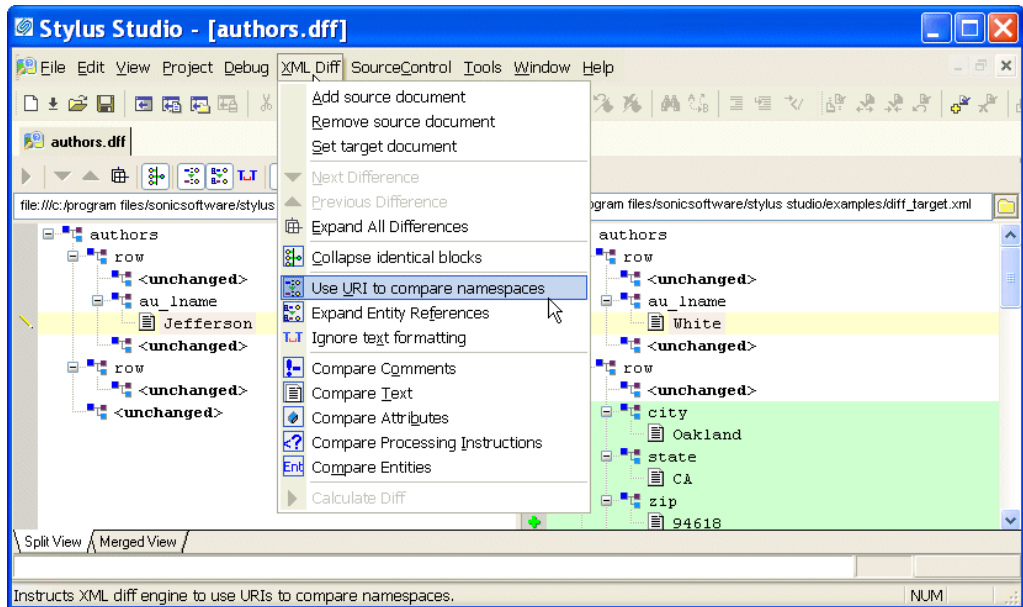 Stylus Studio - [authors.dff]
File Edit View Project Debug XML Diff SourceControl Tools Window Help
authors.dff
file:///c:/program files/sonicsoftware/stylus
ogram files/sonicsoftware/stylus studio/examples/diff_target.xml
Add source document
Remove source document
Set target document
Next Difference
Previous Difference
Expand All Differences
Collapse identical blocks
Use URI to compare namespaces
Expand Entity References
T..T Ignore text formatting
!- Compare Comments
Compare Text
Compare Attributes
<? Compare Processing Instructions
Ent Compare Entities
Calculate Diff
authors
row
<unchanged>
au_lname
Jefferson
<unchanged>
row
<unchanged>
<unchanged>
authors
row
<unchanged>
au_lname
White
<unchanged>
row
<unchanged>
city
Oakland
state
CA
zip
94618
Split View Merged View
Instructs XML diff engine to use URIs to compare namespaces.
NUM